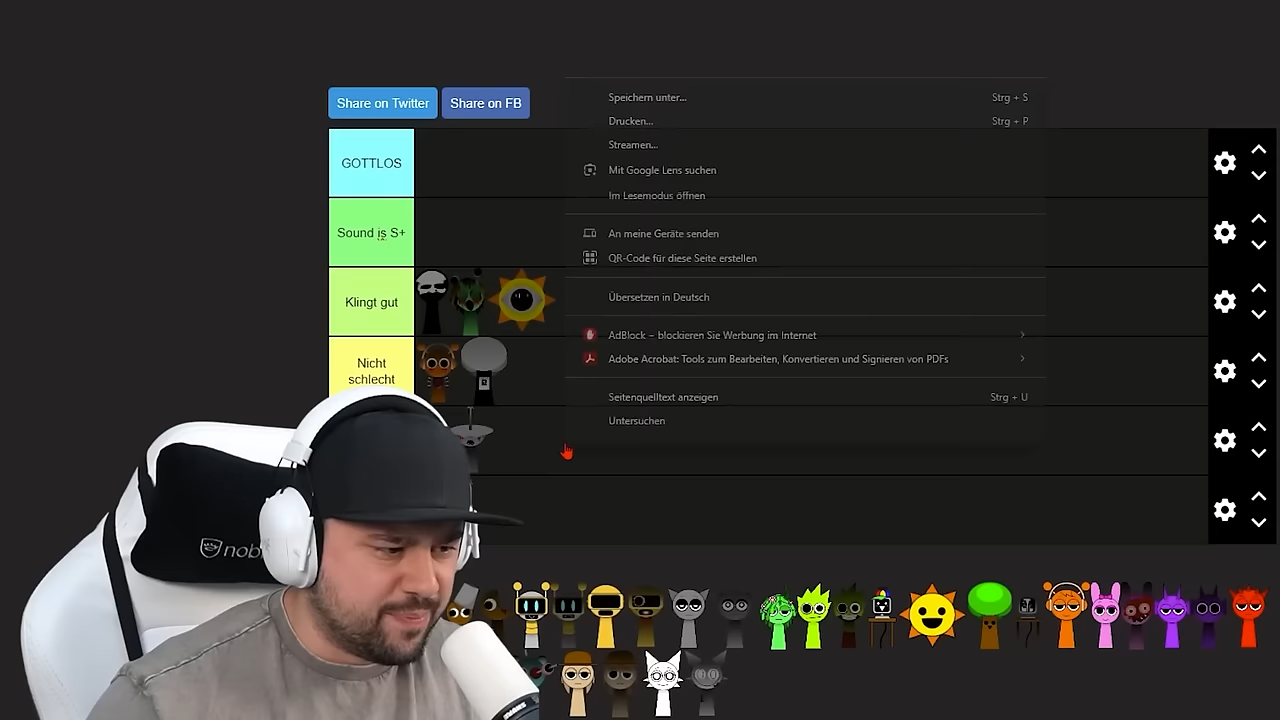 Share on Twitter
Share on FB
Speichern unter... Strg + S
Drucken... Strg + P
Streamen...
Mit Google Lens suchen
Im Lesemodus öffnen
An meine Geräte senden
QR-Code für diese Seite erstellen
Übersetzen in Deutsch
AdBlock – blockieren Sie Werbung im Internet
Adobe Acrobat: Tools zum Bearbeiten, Konvertieren und Signieren von PDFs
Seitenquelltext anzeigen Strg + U
Untersuchen
GOTTLOS
Sound is S+
Klingt gut
Nicht
schlecht
nob
SHURE